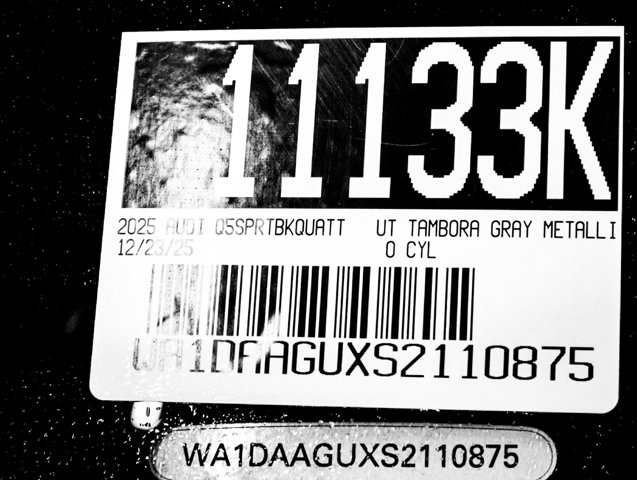 11133K
2025 AUDI Q5SPRTBKQUATT UT TAMBORA GRAY METALLI
12/23/25 0 CYL
WA1DAAGUXS2110875
WA1DAAGUXS2110875